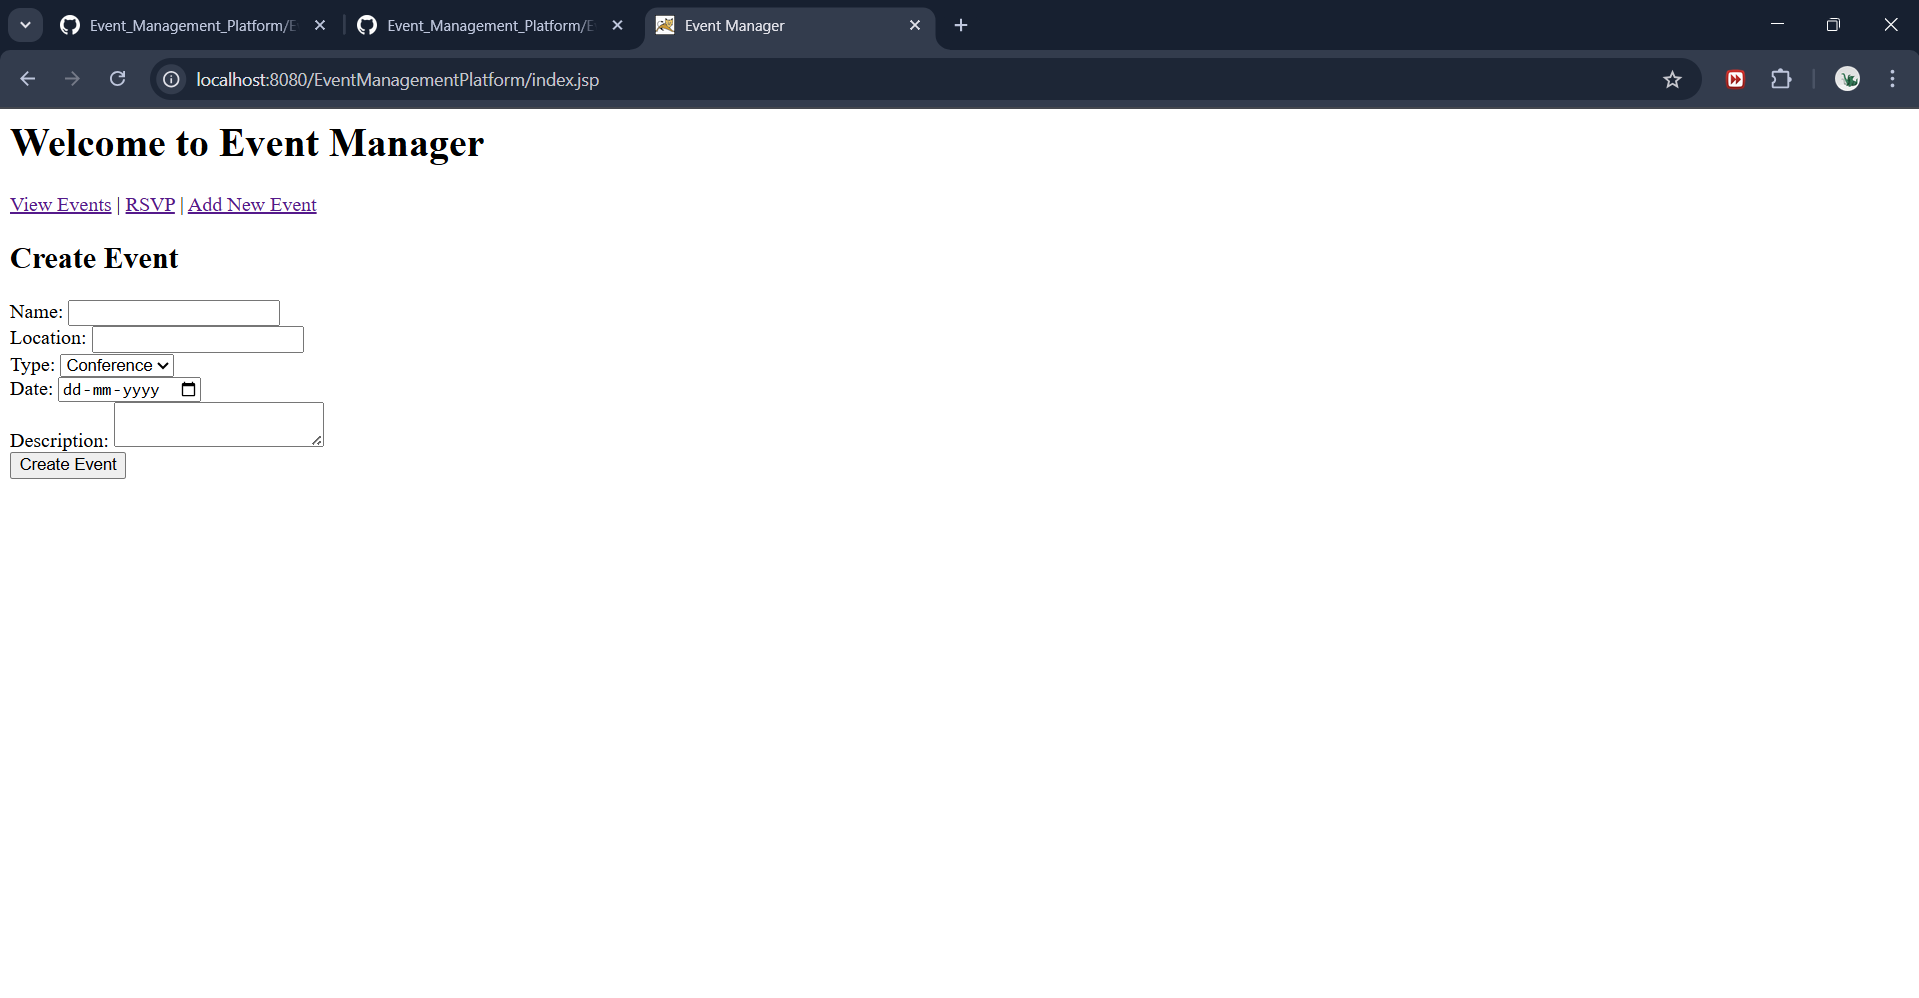 Event_Management_Platform/E
Event_Management_Platform/E
Event Manager
localhost:8080/EventManagementPlatform/index.jsp
Welcome to Event Manager
View Events | RSVP | Add New Event
Create Event
Name:
Location:
Type: Conference
Date: dd-mm-yyyy
Description:
Create Event